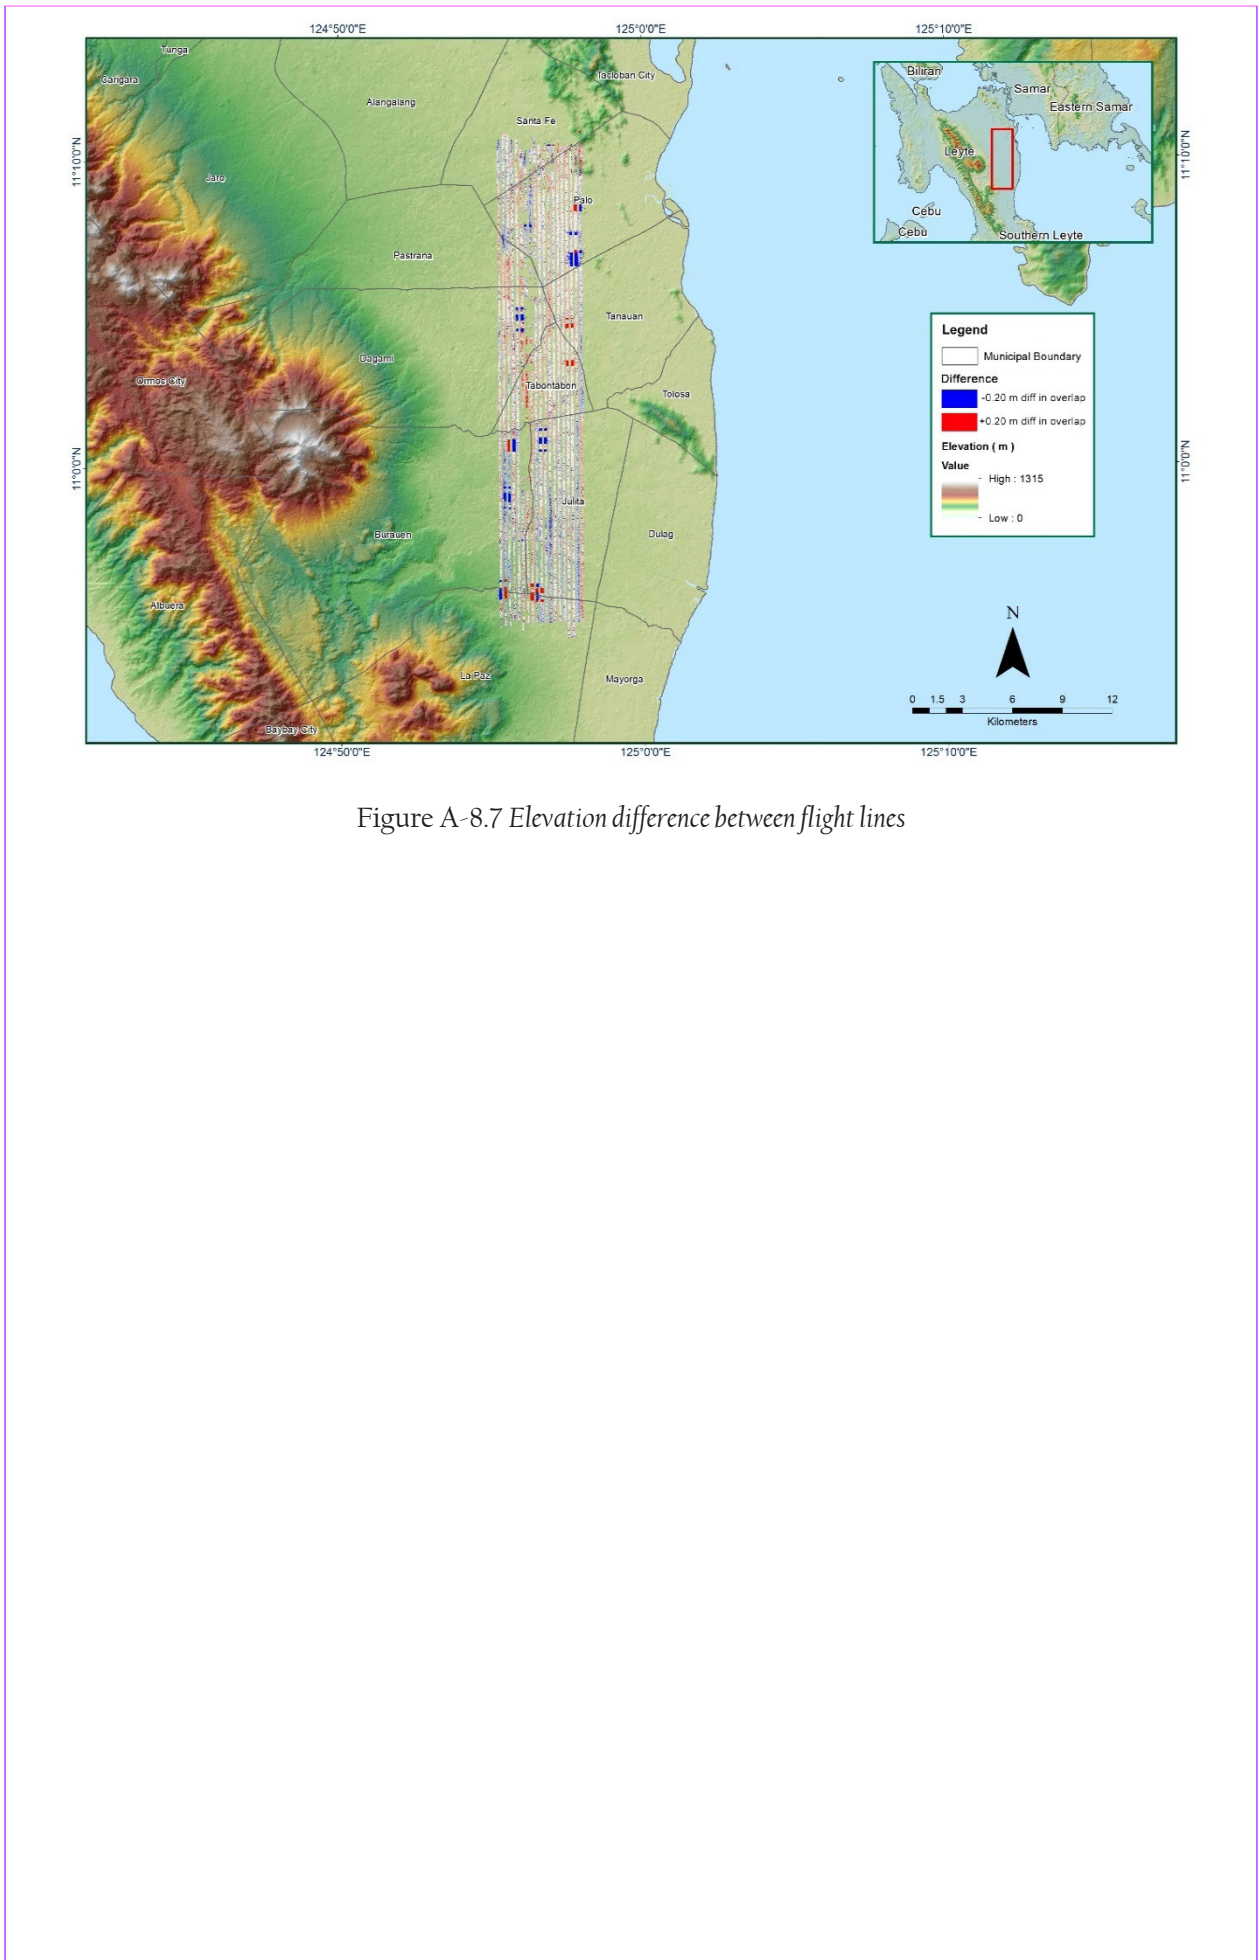 124°50'0"E
125°0'0"E
125°10'0"E
Tunga
Carigara
Alangalang
Tacloban City
Santa Fe
Jaro
Palo
Pastrana
Tanauan
Dagami
Ormoc City
Tabontabon
Tolosa
Julita
Burauen
Dulag
Albuera
La Paz
Mayorga
Baybay City
11°10'0"N
11°0'0"N
11°10'0"N
11°0'0"N
Biliran
Samar
Eastern Samar
Leyte
Cebu
Cebu
Southern Leyte
Legend
Municipal Boundary
Difference
-0.20 m diff in overlap
+0.20 m diff in overlap
Elevation ( m )
Value
High : 1315
Low : 0
N
0 1.5 3 6 9 12
Kilometers
124°50'0"E
125°0'0"E
125°10'0"E
Figure A-8.7 Elevation difference between flight lines